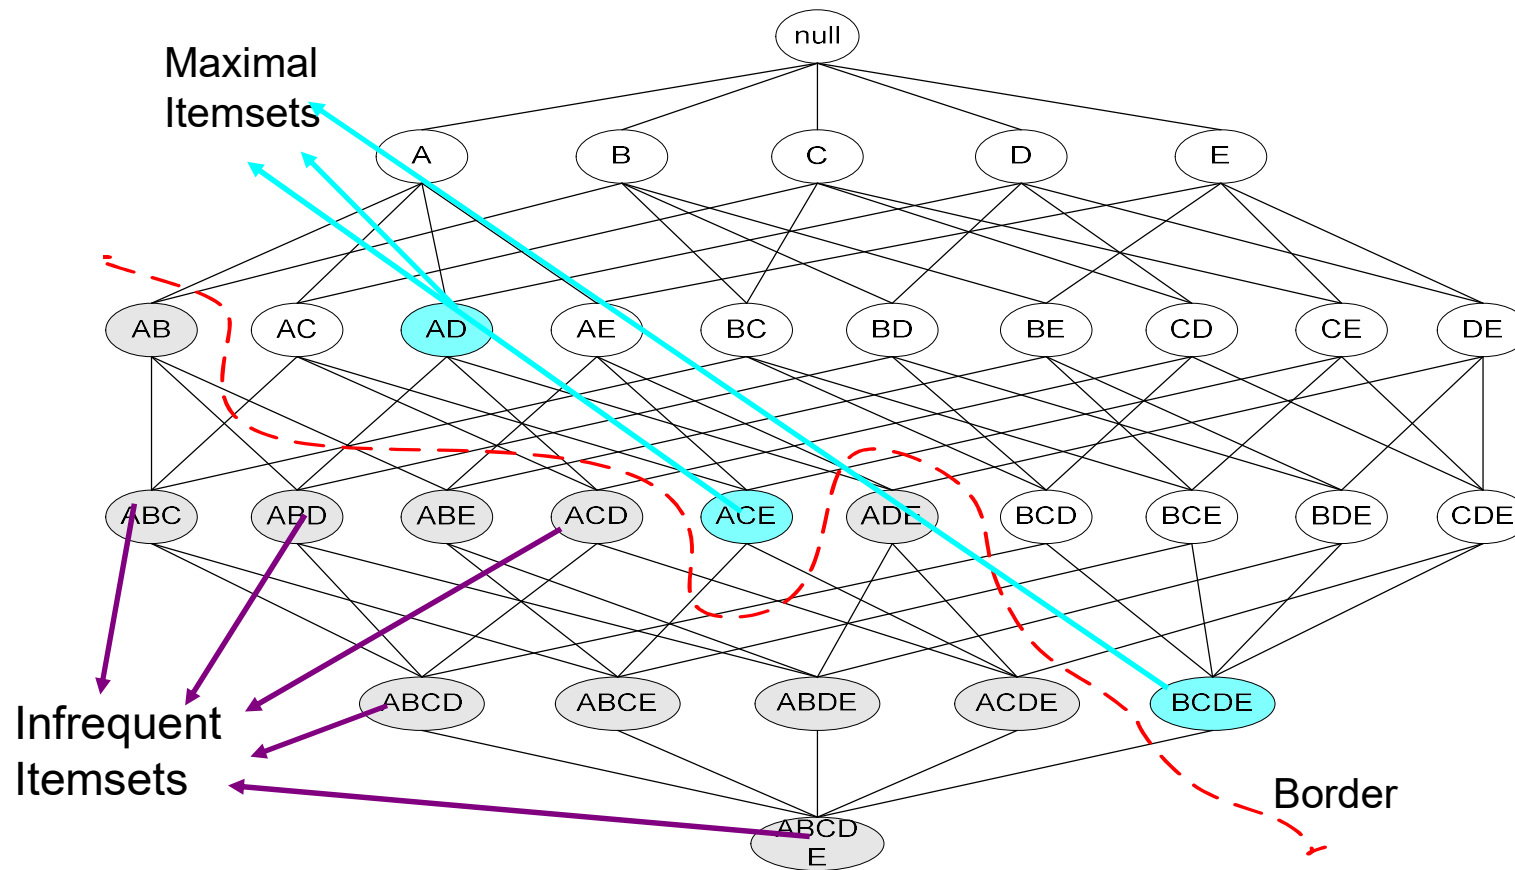 null
Maximal
Itemsets
A B C D E
AB AC AD AE BC BD BE CD CE DE
ABC ABD ABE ACD ACE ADE BCD BCE BDE CDE
ABCD ABCE ABDE ACDE BCDE
Infrequent
Itemsets
Border
ABCD
E